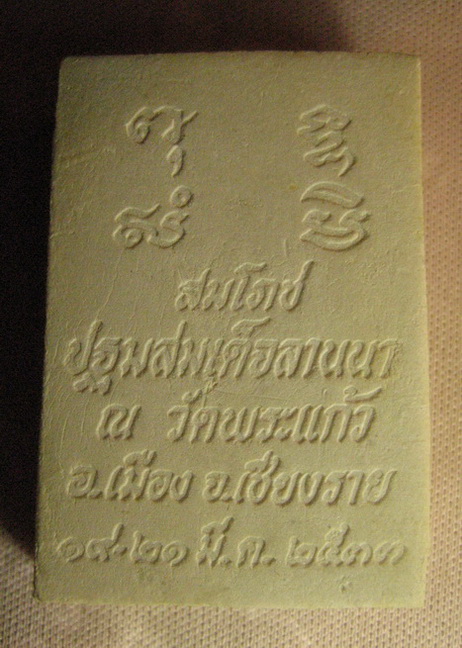 สมโภช
ปฐมสมเด็จลานนา
ณ วัดพระแก้ว
อ.เมือง จ.เชียงราย
๑๙-๒๑ มี.ค. ๒๕๓๓